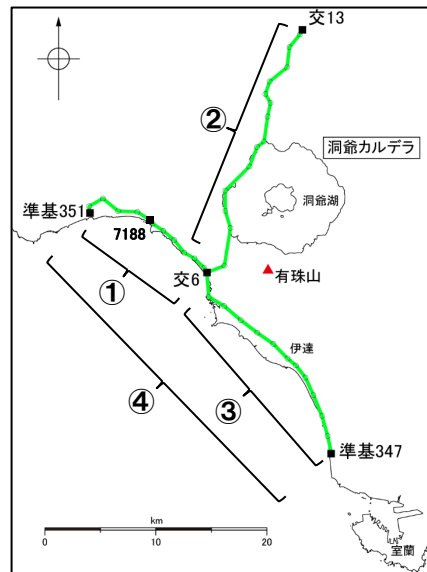 交13
②
洞爺カルデラ
洞爺湖
準基351
7188
有珠山
交6
①
④
③
伊達
準基347
室蘭
km
0 10 20